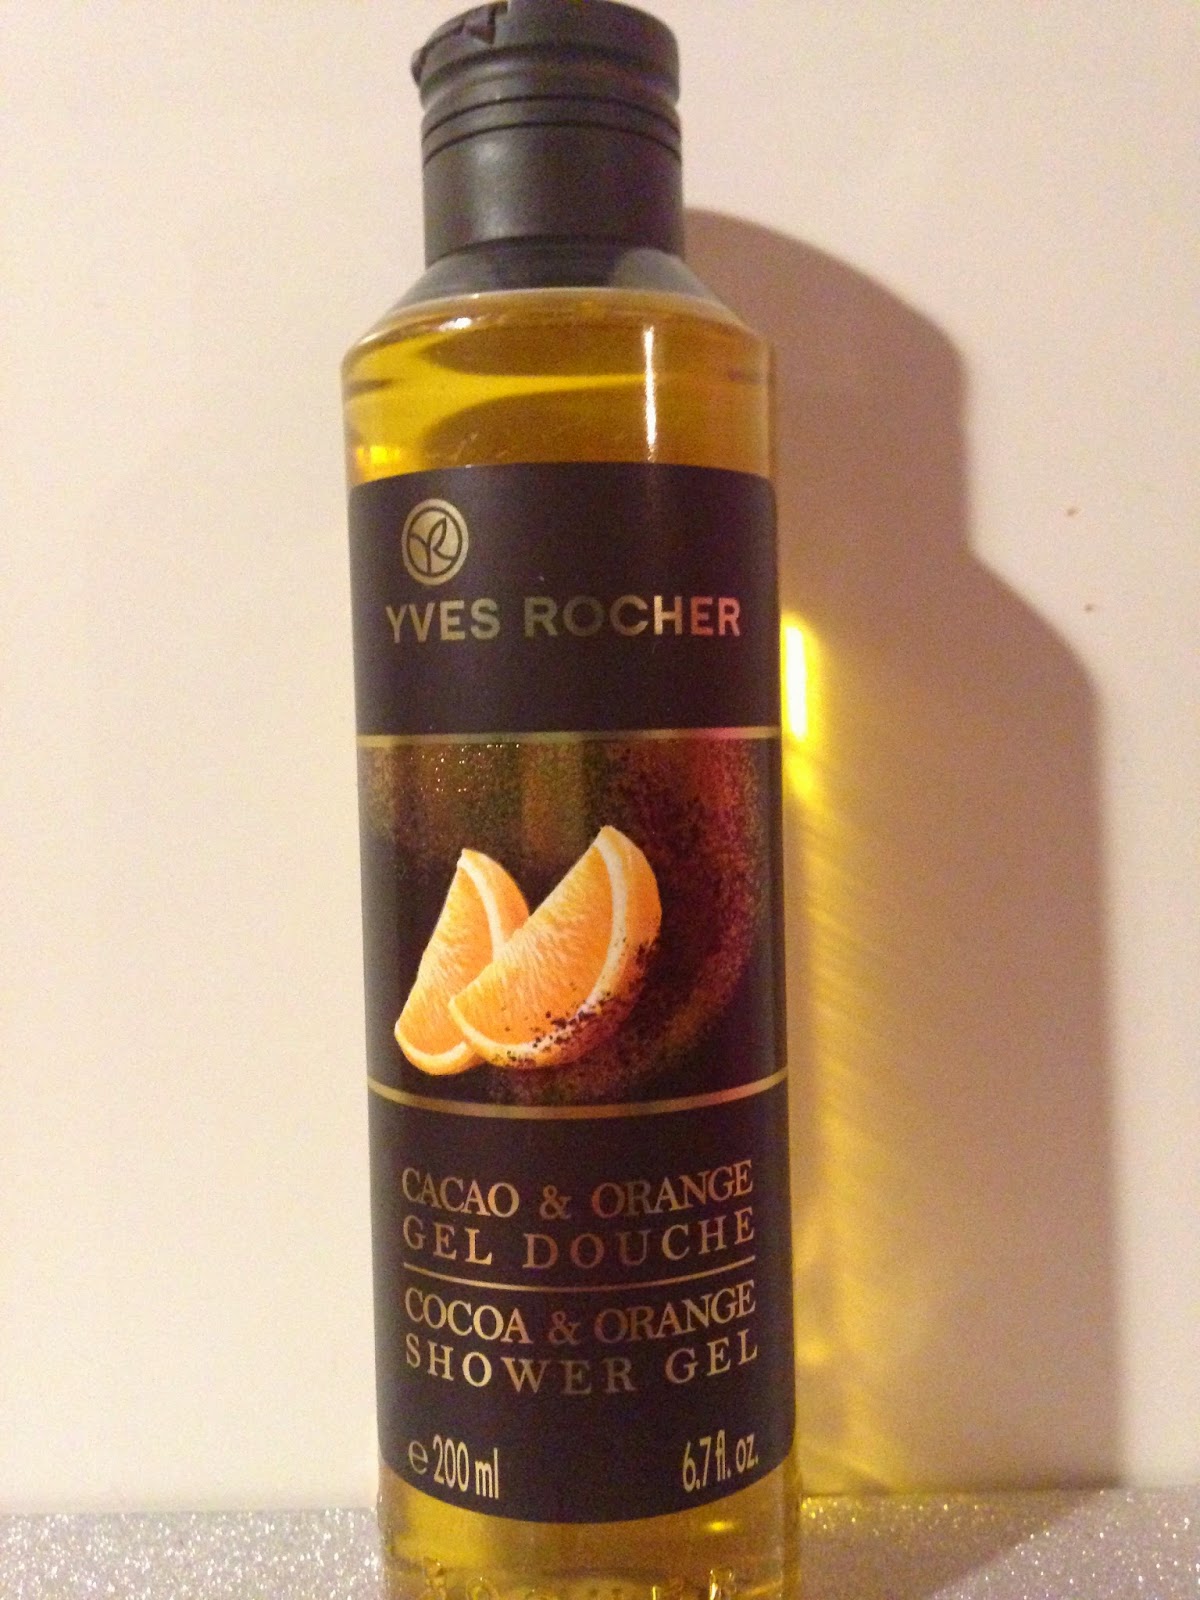 YVES ROCHER
CACAO & ORANGE
GEL DOUCHE
COCOA & ORANGE
SHOWER GEL
℮ 200 ml 6.7 fl. oz.